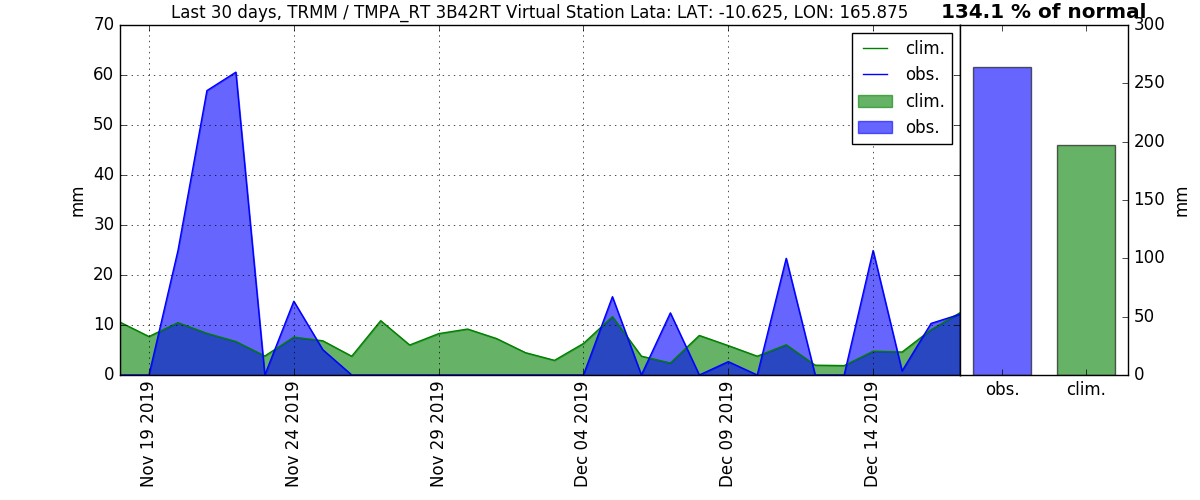 Last 30 days, TRMM / TMPA_RT 3B42RT Virtual Station Lata: LAT: -10.625, LON: 165.875
134.1 % of normal
70
60
50
40
30
20
10
0
mm
clim.
obs.
clim.
obs.
Nov 19 2019
Nov 24 2019
Nov 29 2019
Dec 04 2019
Dec 09 2019
Dec 14 2019
300
250
200
150
100
50
0
mm
obs.
clim.